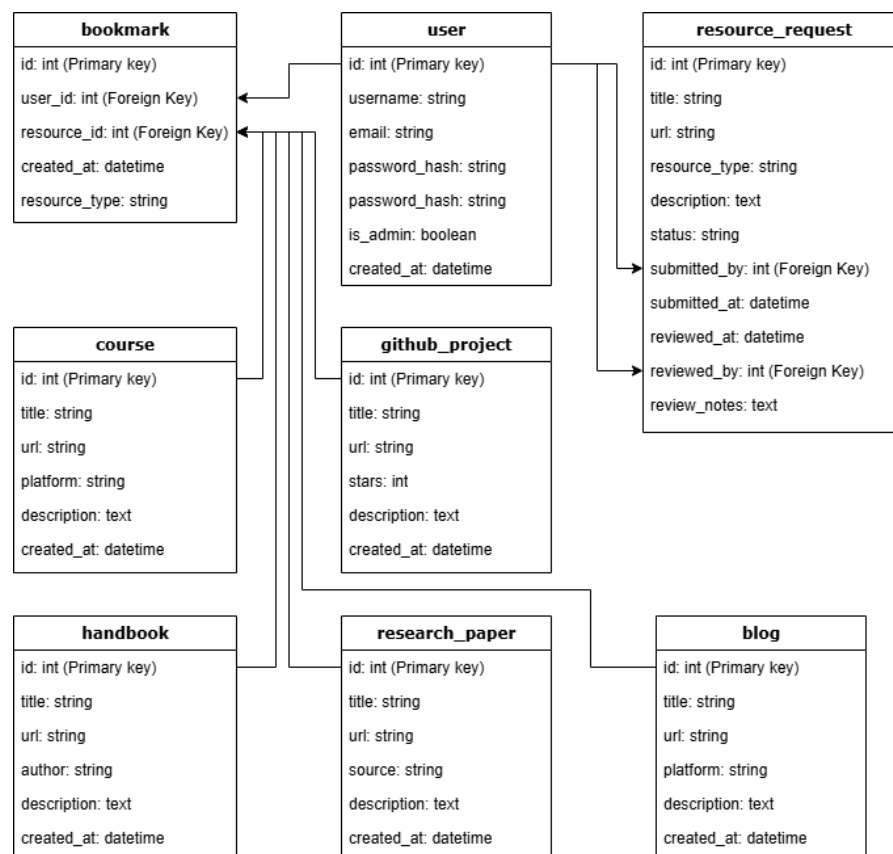 bookmark
id: int (Primary key)
user_id: int (Foreign Key)
resource_id: int (Foreign Key)
created_at: datetime
resource_type: string
user
id: int (Primary key)
username: string
email: string
password_hash: string
password_hash: string
is_admin: boolean
created_at: datetime
resource_request
id: int (Primary key)
title: string
url: string
resource_type: string
description: text
status: string
submitted_by: int (Foreign Key)
submitted_at: datetime
reviewed_at: datetime
reviewed_by: int (Foreign Key)
review_notes: text
course
id: int (Primary key)
title: string
url: string
platform: string
description: text
created_at: datetime
github_project
id: int (Primary key)
title: string
url: string
stars: int
description: text
created_at: datetime
handbook
id: int (Primary key)
title: string
url: string
author: string
description: text
created_at: datetime
research_paper
id: int (Primary key)
title: string
url: string
source: string
description: text
created_at: datetime
blog
id: int (Primary key)
title: string
url: string
platform: string
description: text
created_at: datetime